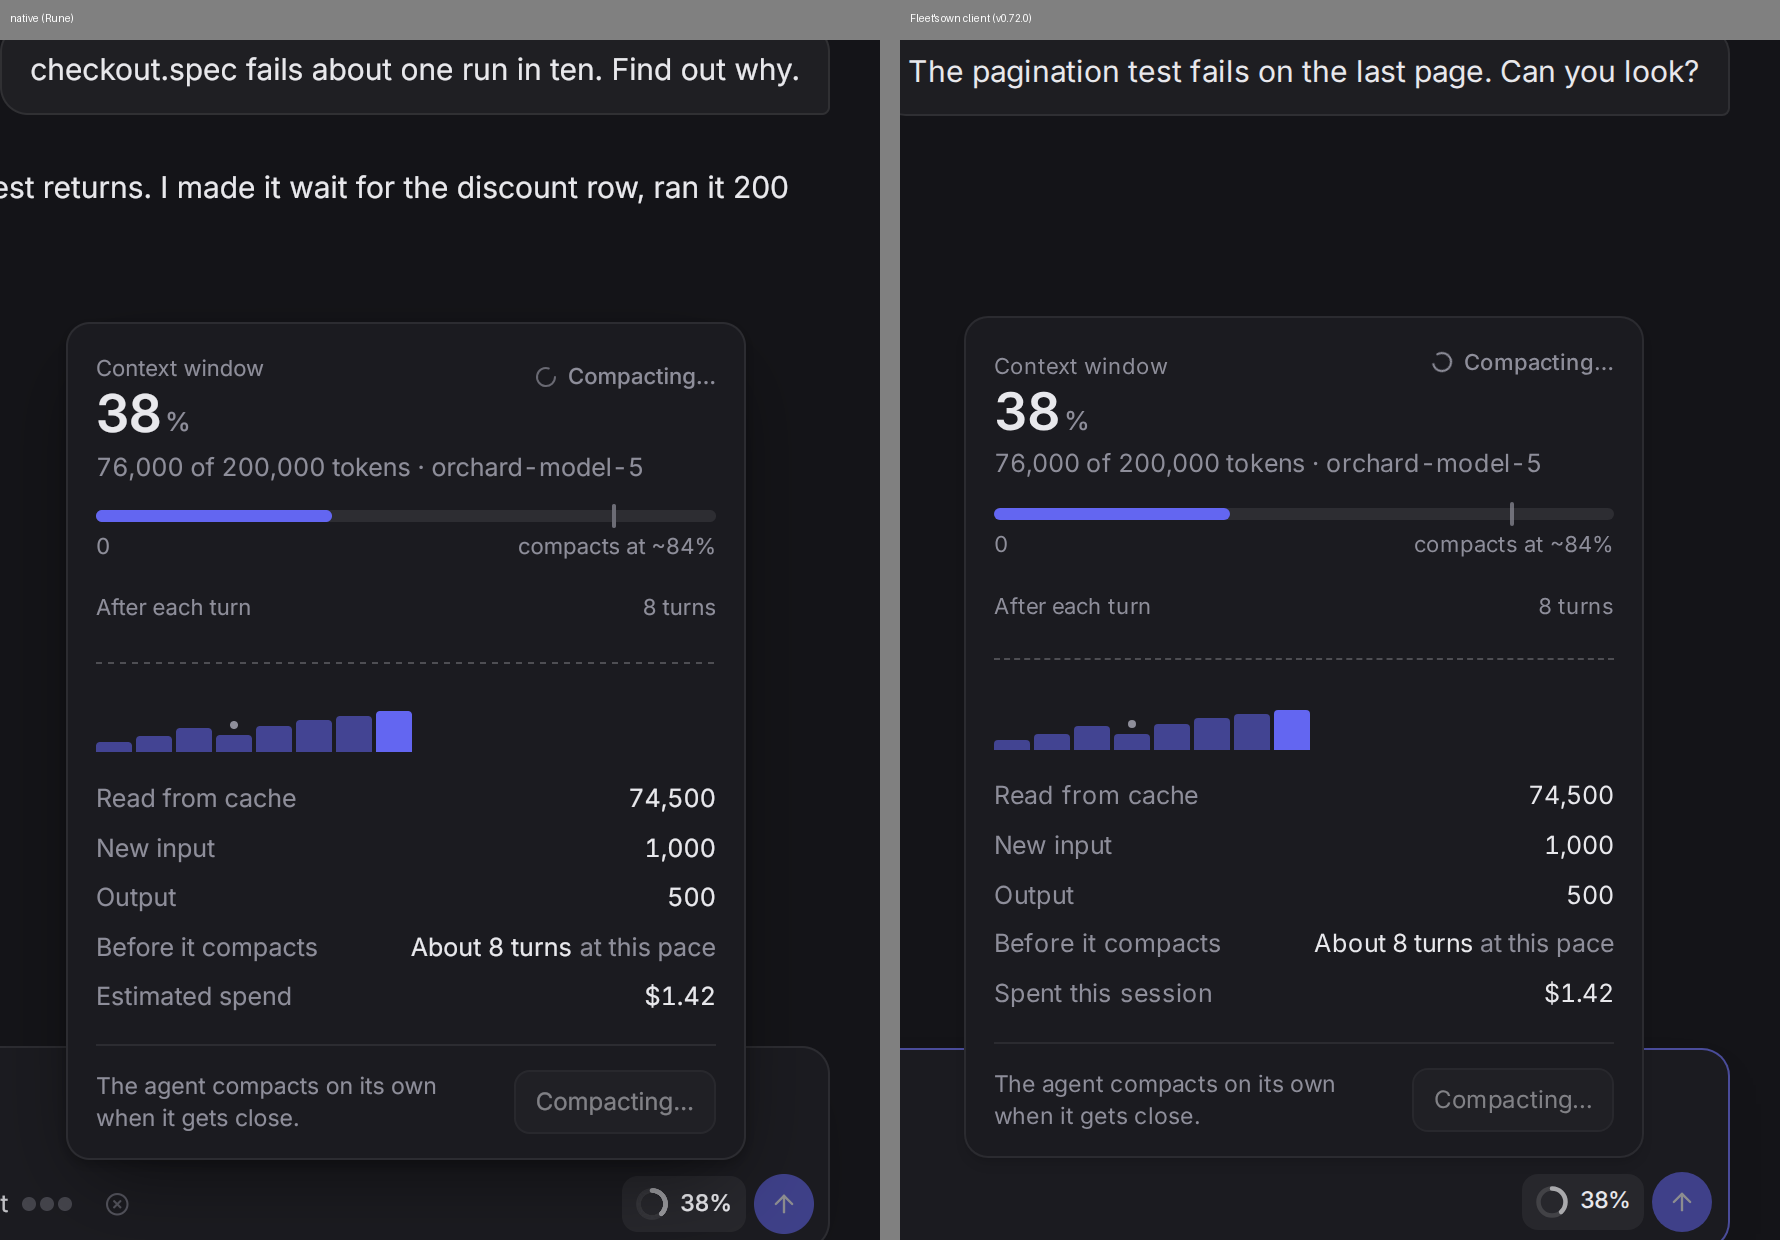 native (Rune)
checkout.spec fails about one run in ten. Find out why.
est returns. I made it wait for the discount row, ran it 200
Context window
Compacting...
38 %
76,000 of 200,000 tokens · orchard-model-5
0
compacts at ~84%
After each turn
8 turns
Read from cache
74,500
New input
1,000
Output
500
Before it compacts
About 8 turns at this pace
Estimated spend
$1.42
The agent compacts on its own
when it gets close.
Compacting...
t
38%
Fleet's own client (v0.72.0)
The pagination test fails on the last page. Can you look?
Context window
Compacting...
38 %
76,000 of 200,000 tokens · orchard-model-5
0
compacts at ~84%
After each turn
8 turns
Read from cache
74,500
New input
1,000
Output
500
Before it compacts
About 8 turns at this pace
Spent this session
$1.42
The agent compacts on its own
when it gets close.
Compacting...
38%